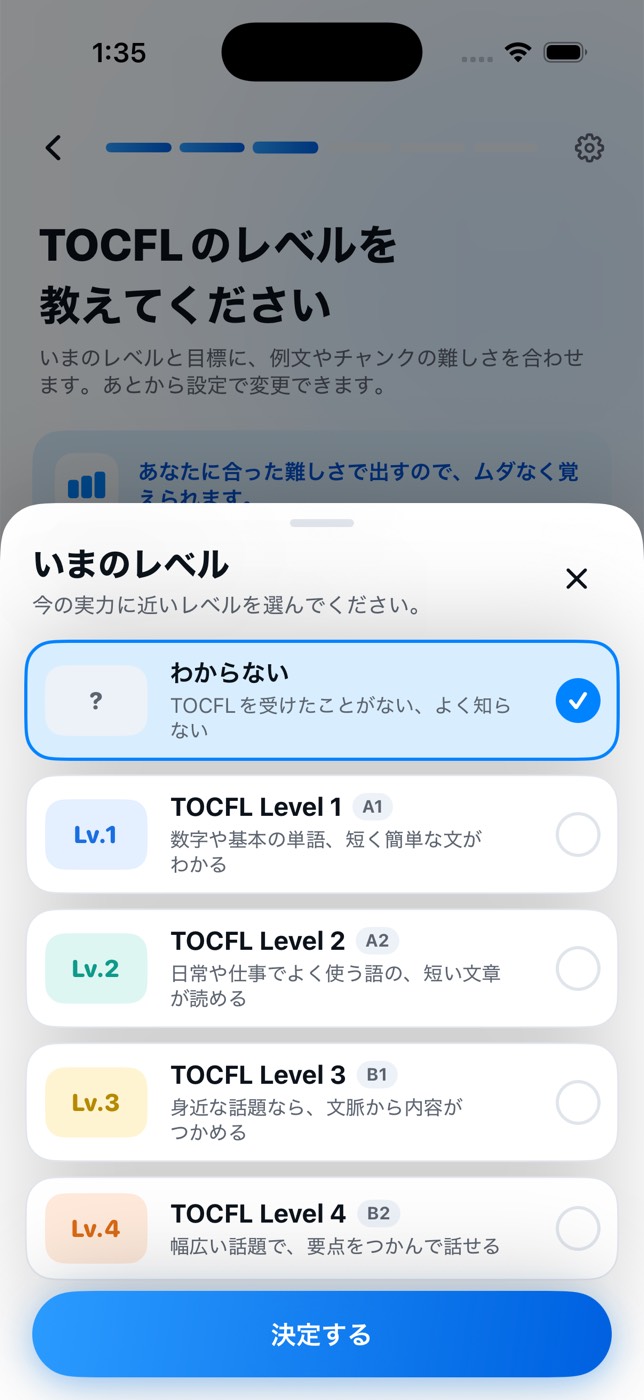 1:35
TOCFLのレベルを
教えてください
いまのレベルと目標に、例文やチャンクの難しさを合わせ
ます。あとから設定で変更できます。
あなたに合った難しさで出すので、ムダなく覚
えられます。
いまのレベル
今の実力に近いレベルを選んでください。
?
わからない
TOCFLを受けたことがない、よく知ら
ない
Lv.1
TOCFL Level 1 A1
数字や基本の単語、短く簡単な文が
わかる
Lv.2
TOCFL Level 2 A2
日常や仕事でよく使う語の、短い文章
が読める
Lv.3
TOCFL Level 3 B1
身近な話題なら、文脈から内容が
つかめる
Lv.4
TOCFL Level 4 B2
幅広い話題で、要点をつかんで話せる
決定する